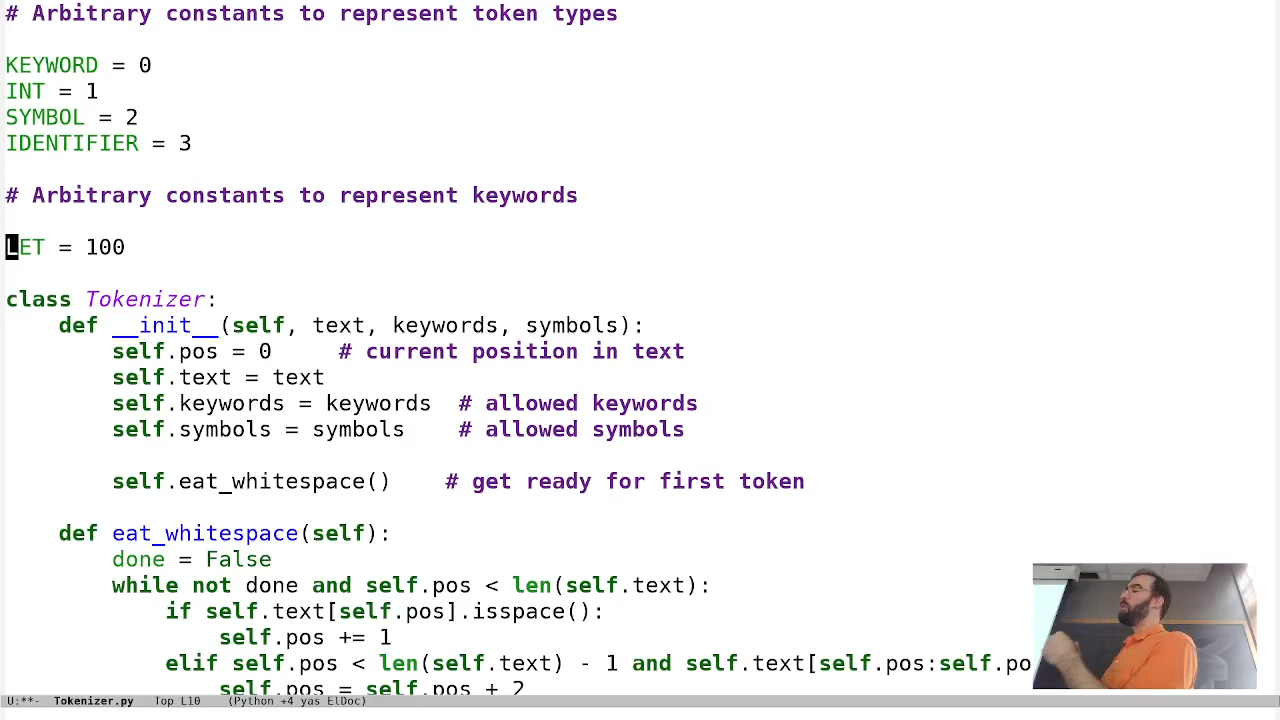 # Arbitrary constants to represent token types
KEYWORD = 0
INT = 1
SYMBOL = 2
IDENTIFIER = 3
# Arbitrary constants to represent keywords
LET = 100
class Tokenizer:
    def __init__(self, text, keywords, symbols):
        self.pos = 0     # current position in text
        self.text = text
        self.keywords = keywords  # allowed keywords
        self.symbols = symbols    # allowed symbols
        self.eat_whitespace()    # get ready for first token
    def eat_whitespace(self):
        done = False
        while not done and self.pos < len(self.text):
            if self.text[self.pos].isspace():
                self.pos += 1
            elif self.pos < len(self.text) - 1 and self.text[self.pos:self.po
                self.pos = self.pos + 2
U:**-  Tokenizer.py   Top L10    (Python +4 yas ElDoc)